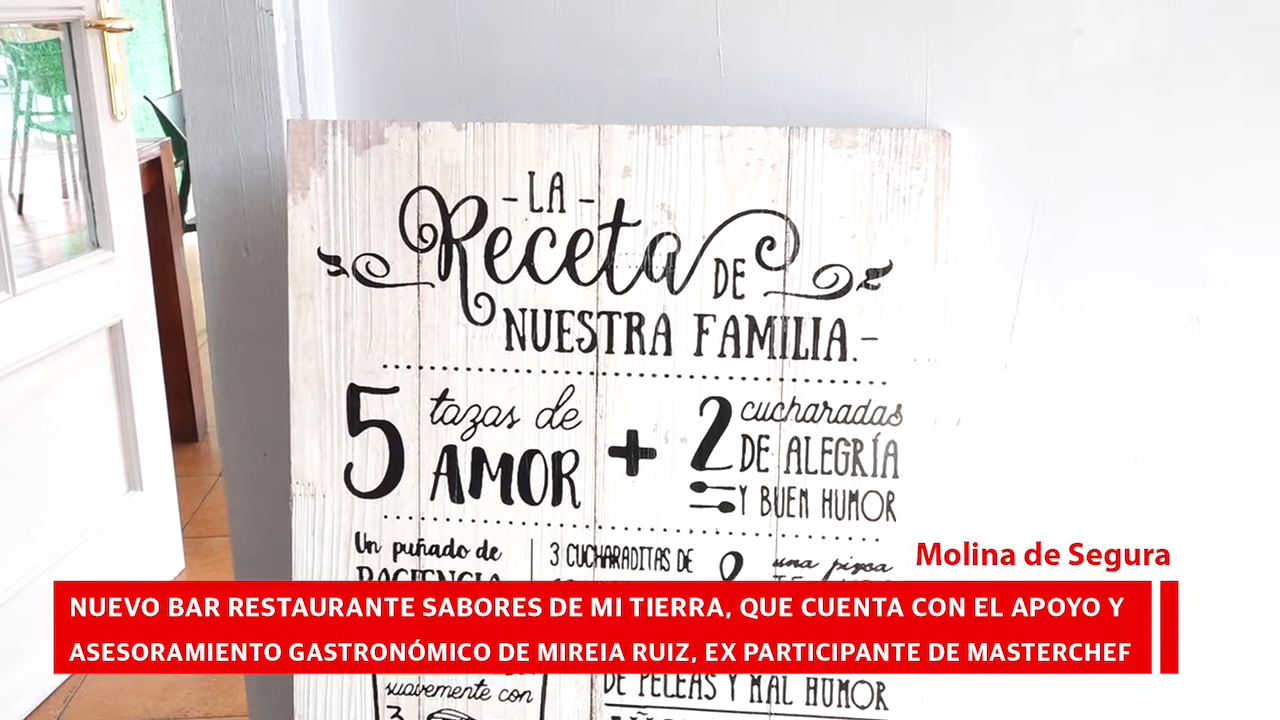 -LA-
Receta DE
NUESTRA FAMILIA.-
5 tazas de AMOR + 2 cucharadas DE ALEGRÍA Y BUEN HUMOR
Un puñado de
PACIENCIA
3 CUCHARADITAS DE
una pizca
Molina de Segura
NUEVO BAR RESTAURANTE SABORES DE MI TIERRA, QUE CUENTA CON EL APOYO Y
ASESORAMIENTO GASTRONÓMICO DE MIREIA RUIZ, EX PARTICIPANTE DE MASTERCHEF
suavemente con
3
DE PELEAS Y MAL HUMOR